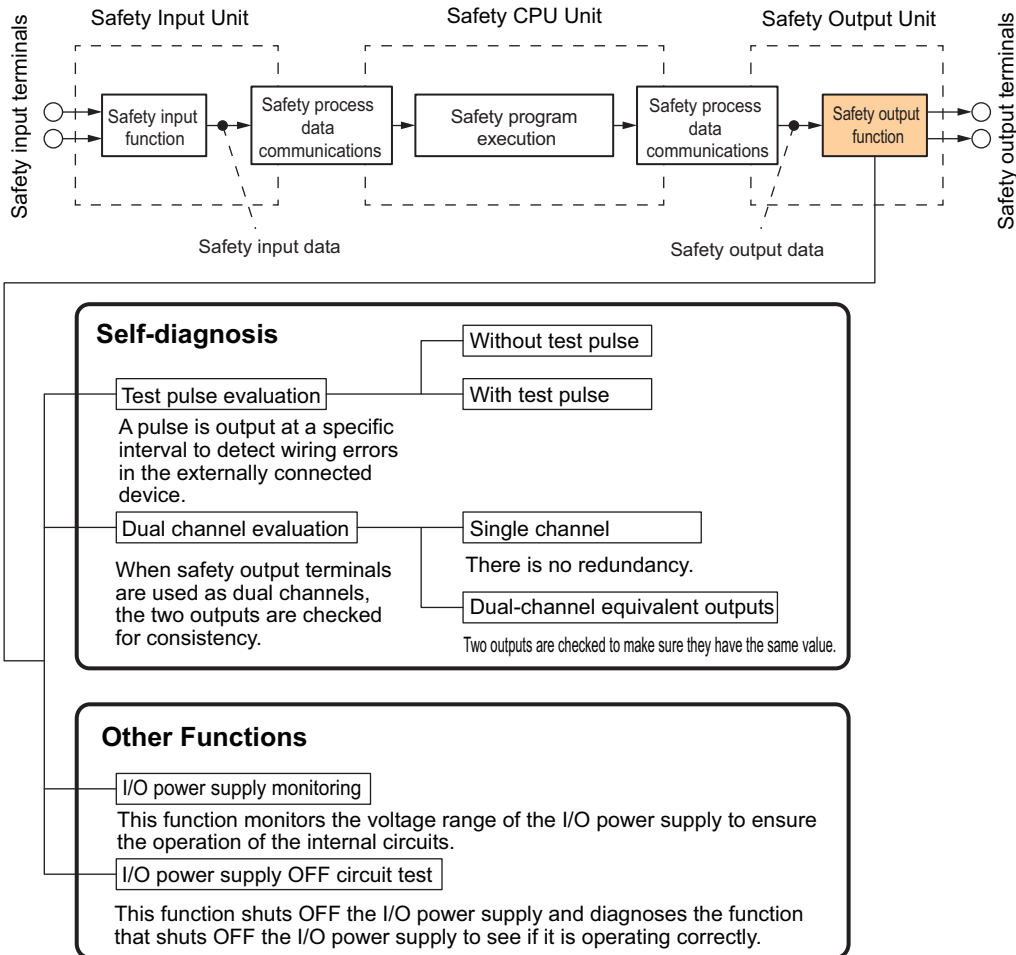 Safety Input Unit
Safety CPU Unit
Safety Output Unit
Safety input terminals
Safety input
function
Safety process
data
communications
Safety program
execution
Safety process
data
communications
Safety output
function
Safety output terminals
Safety input data
Safety output data
Self-diagnosis
Test pulse evaluation
A pulse is output at a specific
interval to detect wiring errors
in the externally connected
device.
Without test pulse
With test pulse
Dual channel evaluation
When safety output terminals
are used as dual channels,
the two outputs are checked
for consistency.
Single channel
There is no redundancy.
Dual-channel equivalent outputs
Two outputs are checked to make sure they have the same value.
Other Functions
I/O power supply monitoring
This function monitors the voltage range of the I/O power supply to ensure
the operation of the internal circuits.
I/O power supply OFF circuit test
This function shuts OFF the I/O power supply and diagnoses the function
that shuts OFF the I/O power supply to see if it is operating correctly.